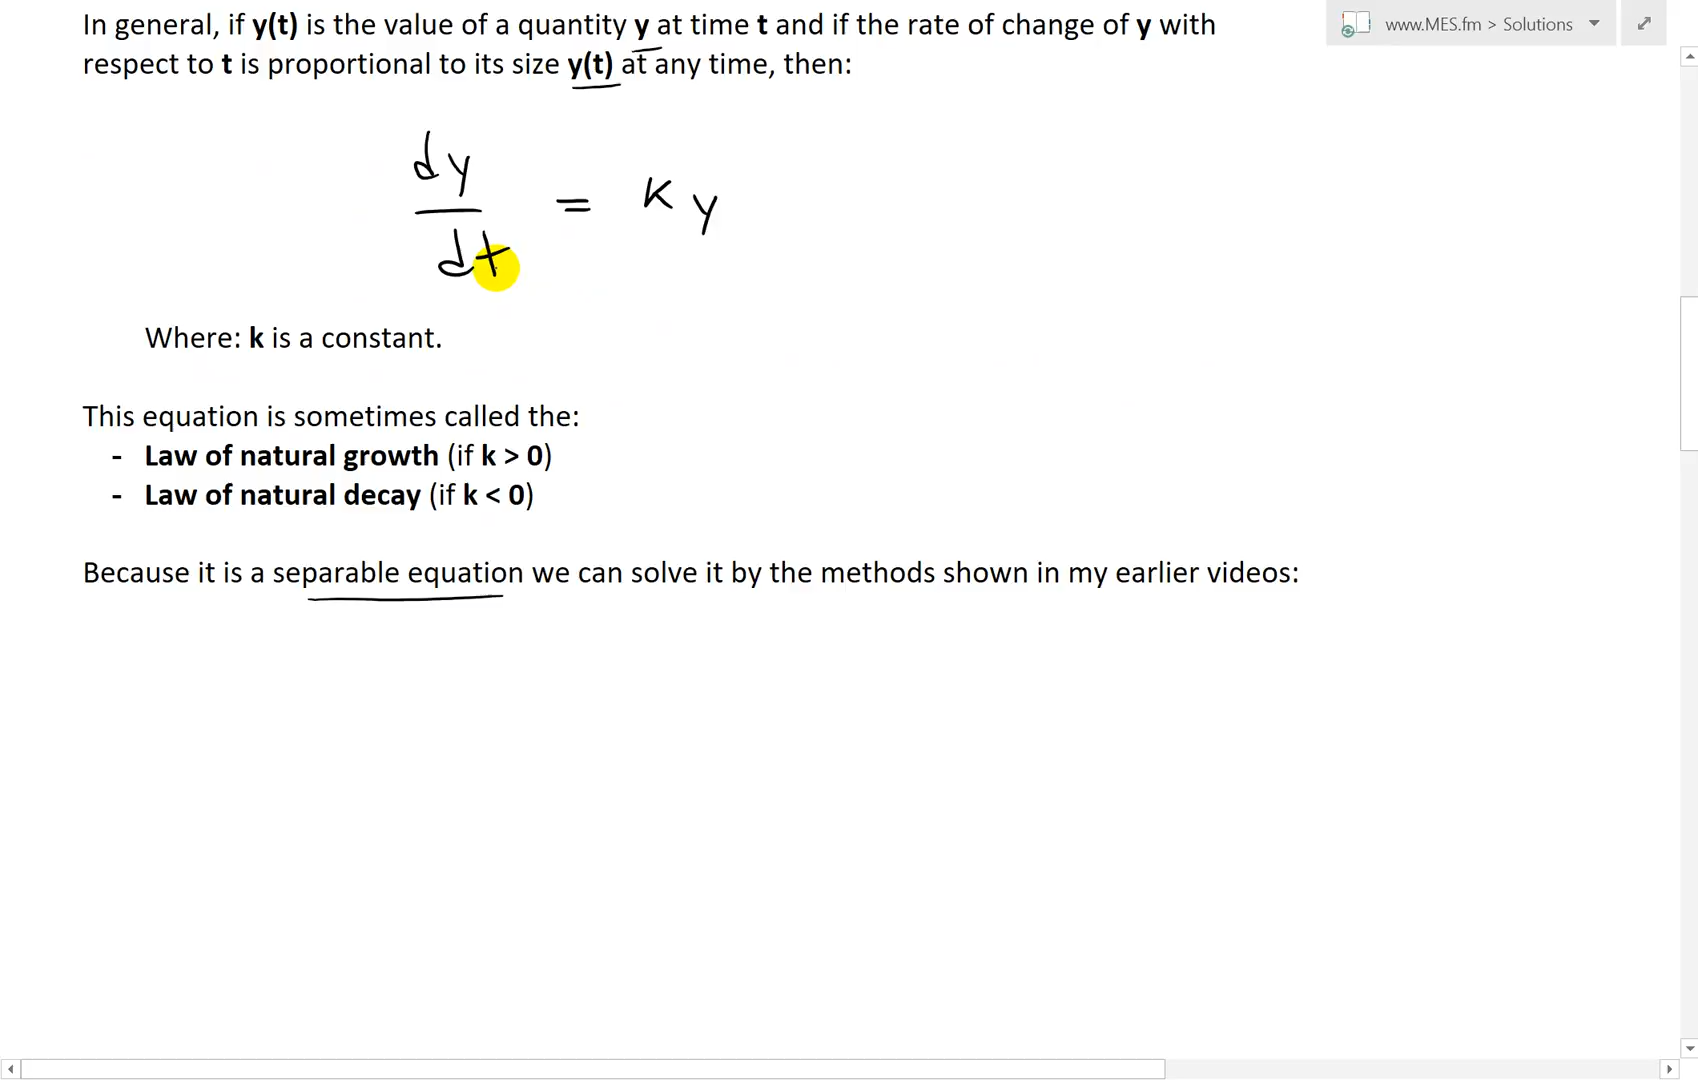 In general, if y(t) is the value of a quantity y at time t and if the rate of change of y with
respect to t is proportional to its size y(t) at any time, then:
www.MES.fm > Solutions
dy
dt = k y
Where: k is a constant.
This equation is sometimes called the:
- Law of natural growth (if k > 0)
- Law of natural decay (if k < 0)
Because it is a separable equation we can solve it by the methods shown in my earlier videos: